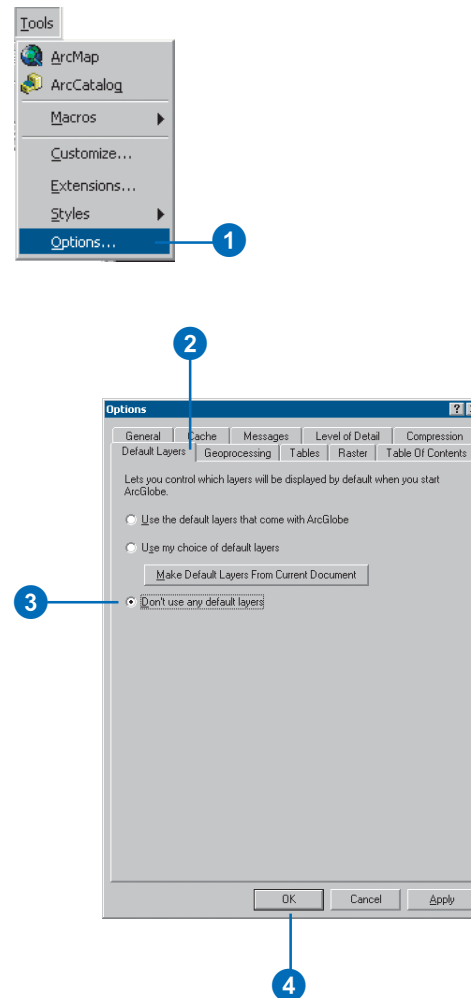 Tools
ArcMap
ArcCatalog
Macros
Customize...
Extensions...
Styles
Options...
1
2
Options
General Cache Messages Level of Detail Compression
Default Layers Geoprocessing Tables Raster Table Of Contents
Lets you control which layers will be displayed by default when you start
ArcGlobe.
Use the default layers that come with ArcGlobe
Use my choice of default layers
Make Default Layers From Current Document
3
Don't use any default layers
OK Cancel Apply
4